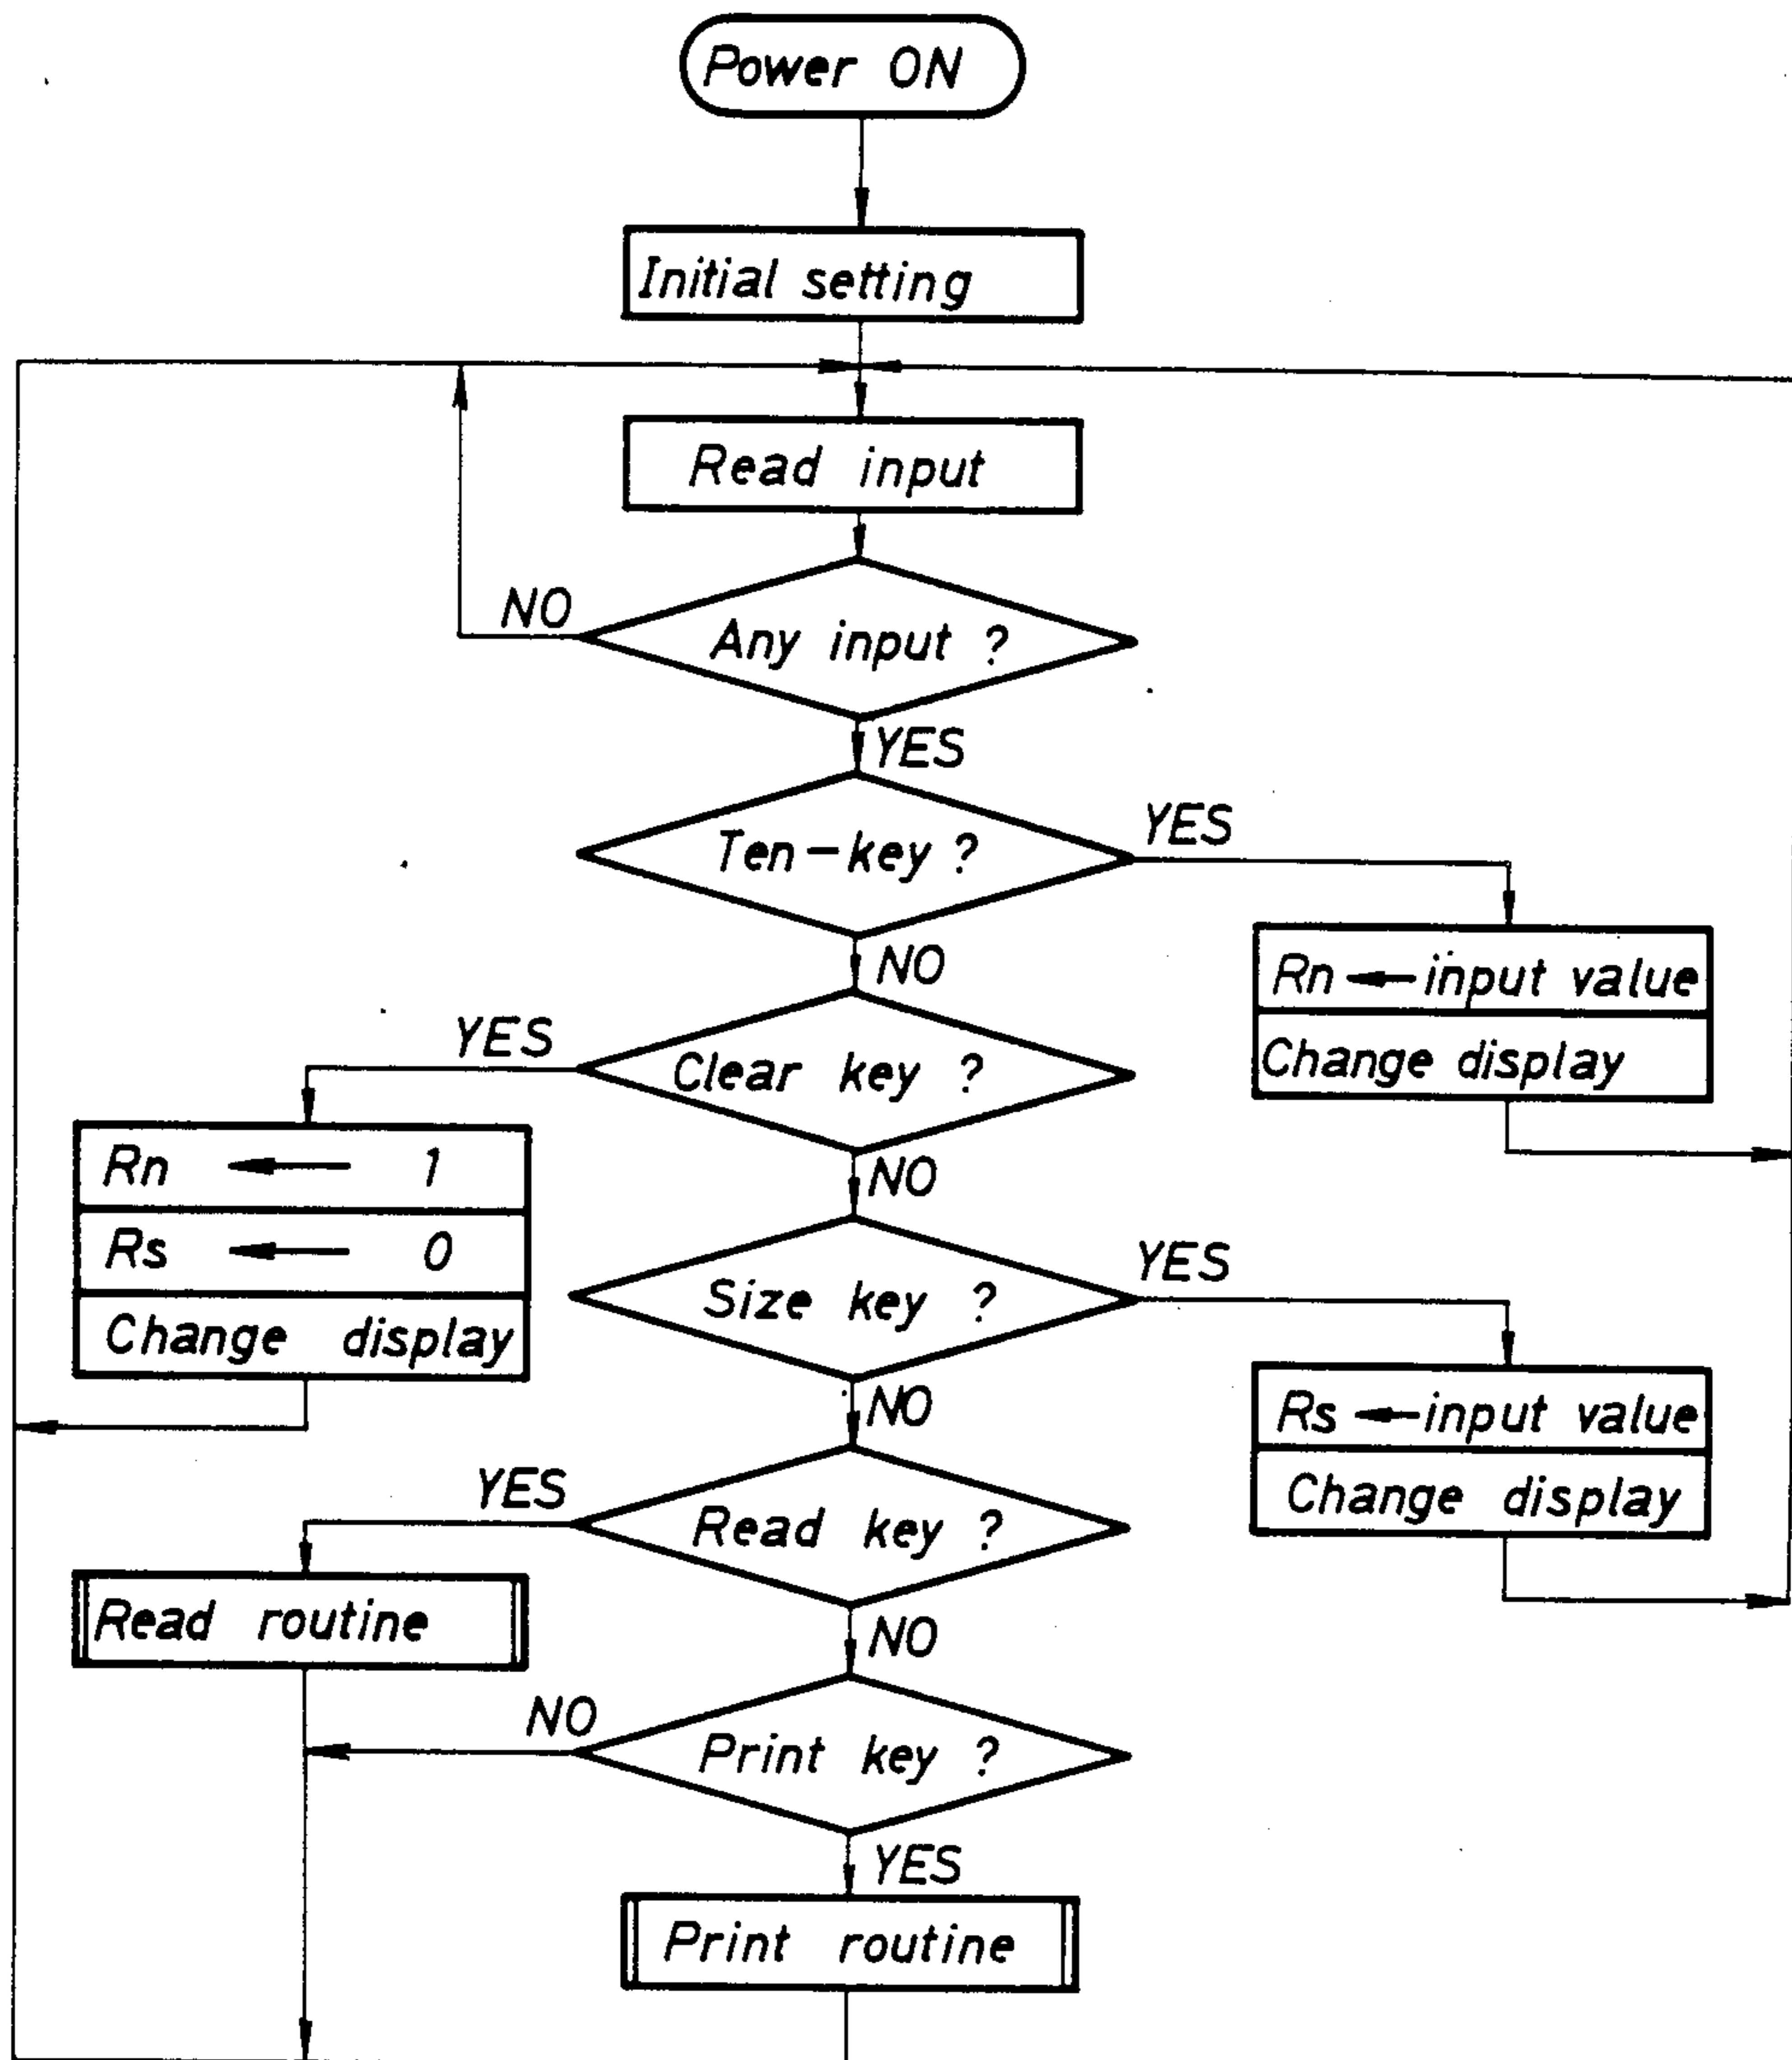 Power ON
Initial setting
Read input
NO
Any input ?
YES
Ten-key ?
YES
NO
Rn ← input value
Change display
YES
Clear key ?
NO
Rn ← 1
Rs ← 0
Change display
Size key ?
YES
NO
Rs ← input value
Change display
YES
Read key ?
Read routine
NO
NO
Print key ?
YES
Print routine